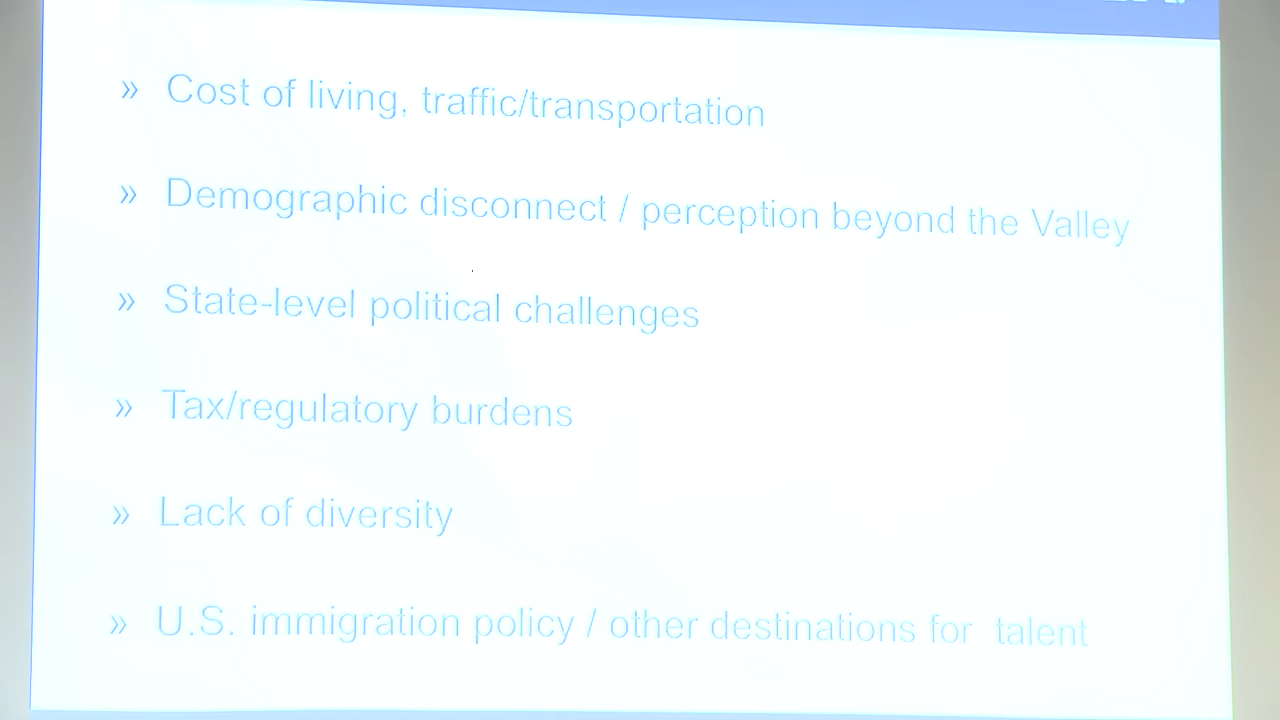 » Cost of living, traffic/transportation
» Demographic disconnect / perception beyond the Valley
» State-level political challenges
» Tax/regulatory burdens
» Lack of diversity
» U.S. immigration policy / other destinations for talent